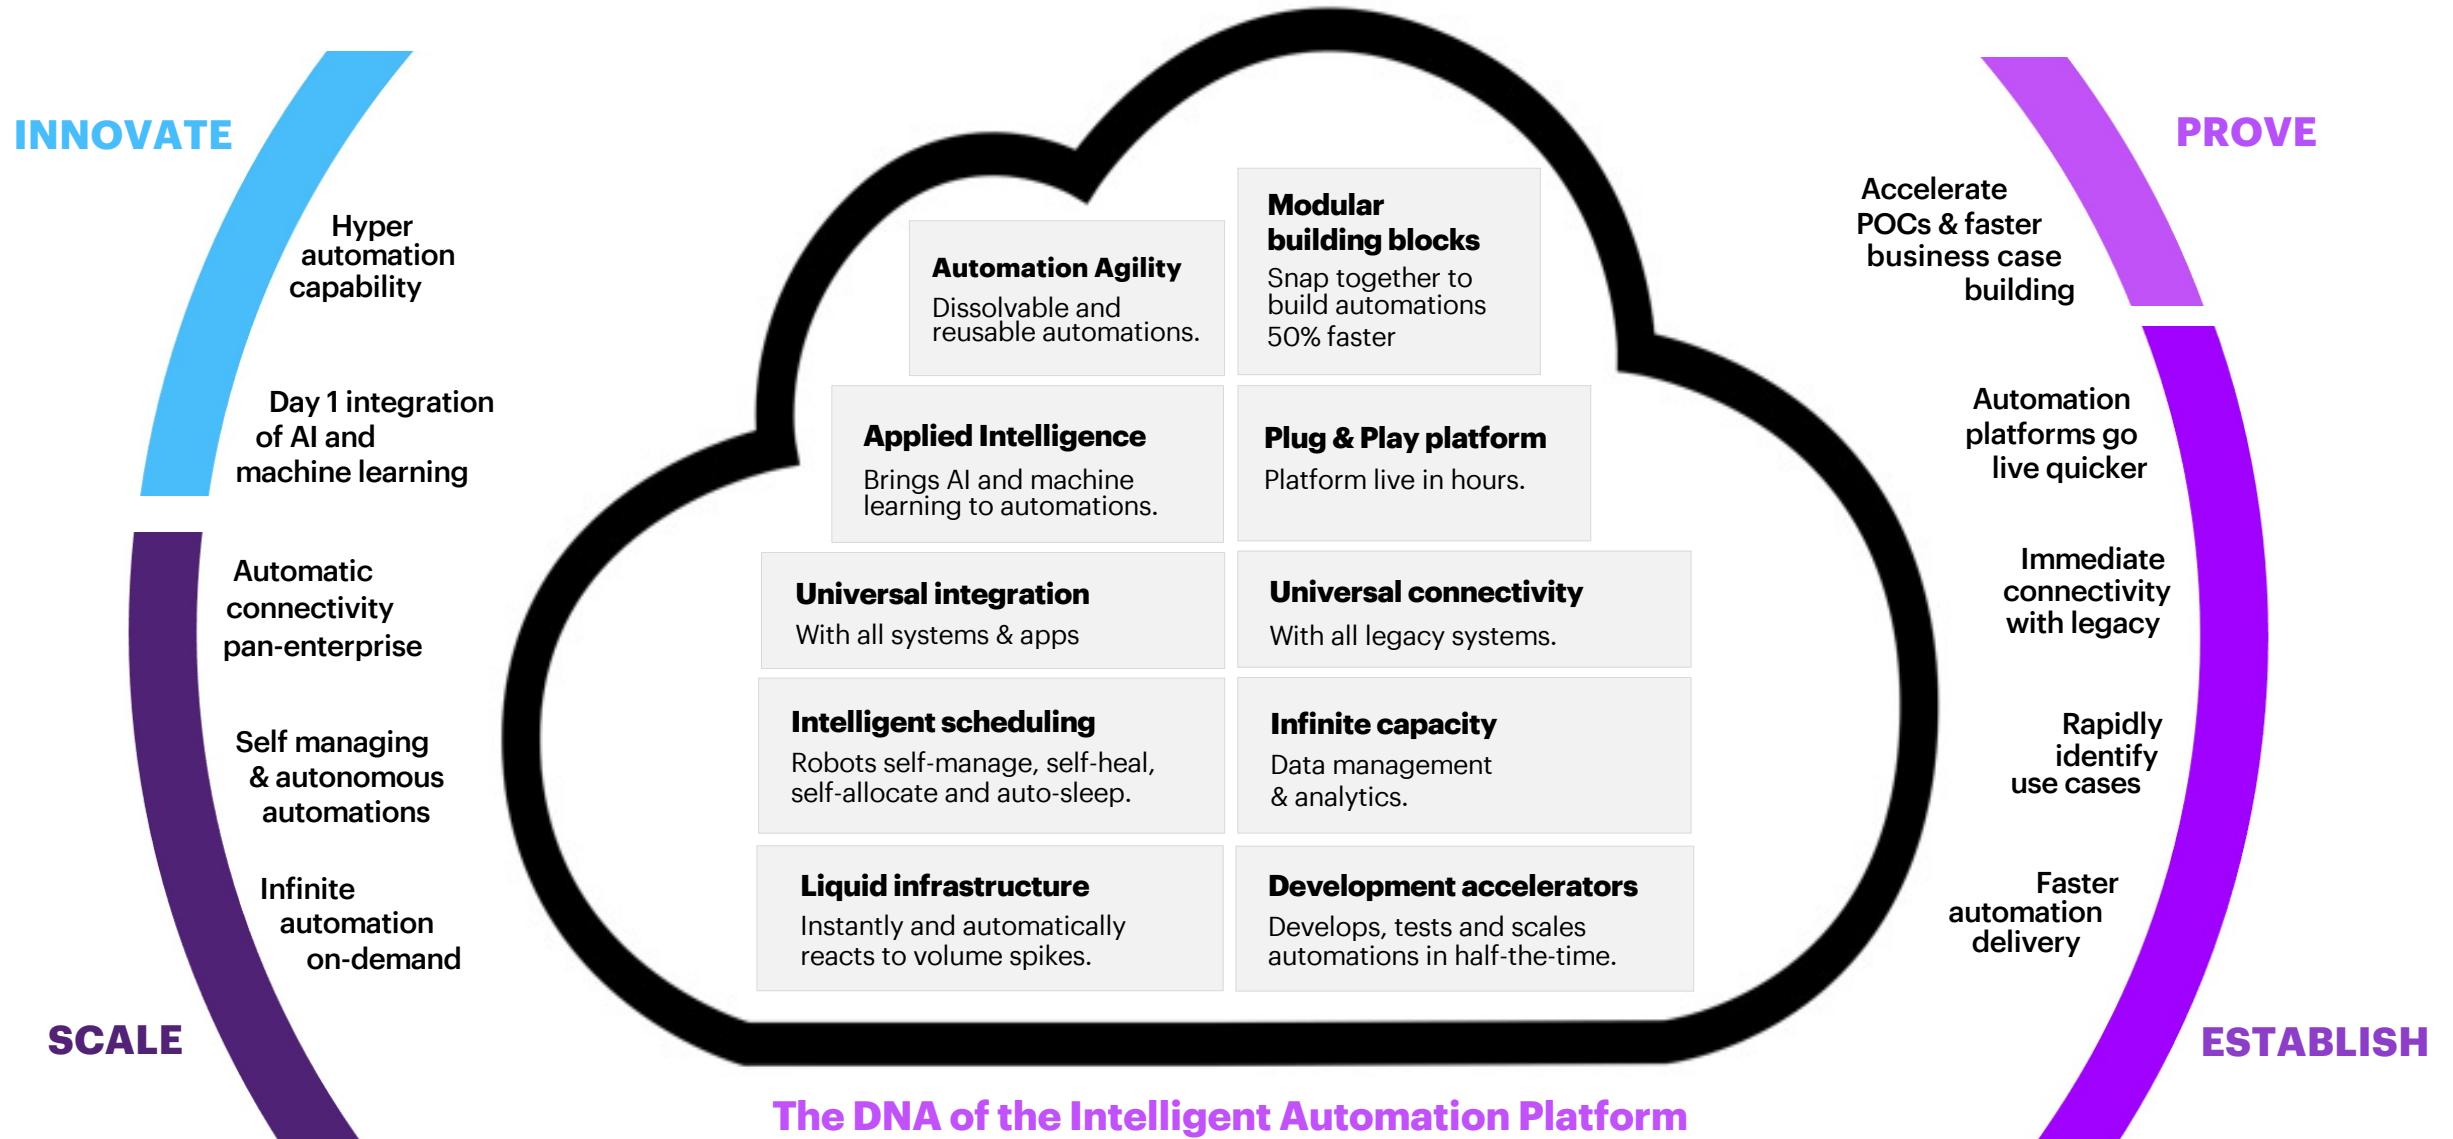 INNOVATE
Hyper
automation
capability
Day 1 integration
of AI and
machine learning
Automatic
connectivity
pan-enterprise
Self managing
& autonomous
automations
Infinite
automation
on-demand
SCALE
Automation Agility
Dissolvable and
reusable automations.
Modular
building blocks
Snap together to
build automations
50% faster
Applied Intelligence
Brings AI and machine
learning to automations.
Plug & Play platform
Platform live in hours.
Universal integration
With all systems & apps
Universal connectivity
With all legacy systems.
Intelligent scheduling
Robots self-manage, self-heal,
self-allocate and auto-sleep.
Infinite capacity
Data management
& analytics.
Liquid infrastructure
Instantly and automatically
reacts to volume spikes.
Development accelerators
Develops, tests and scales
automations in half-the-time.
The DNA of the Intelligent Automation Platform
PROVE
Accelerate
POCs & faster
business case
building
Automation
platforms go
live quicker
Immediate
connectivity
with legacy
Rapidly
identify
use cases
Faster
automation
delivery
ESTABLISH